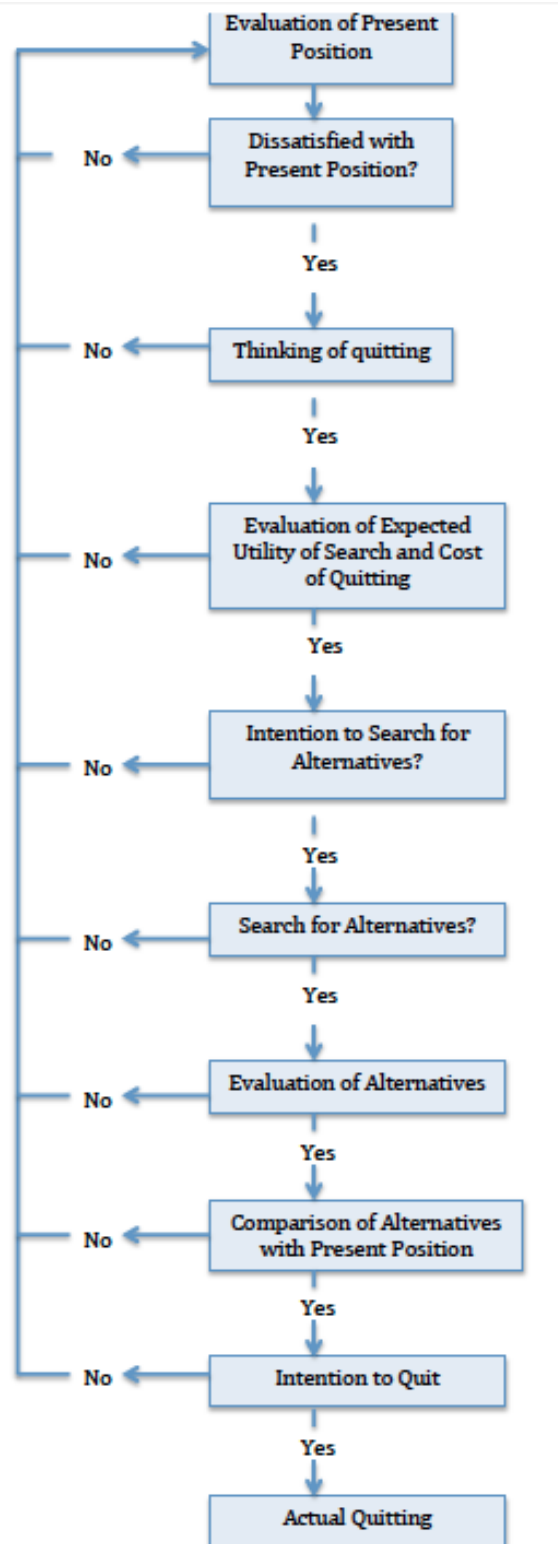 Evaluation of Present
Position
Dissatisfied with
Present Position?
No
Yes
Thinking of quitting
No
Yes
Evaluation of Expected
Utility of Search and Cost
of Quitting
No
Yes
Intention to Search for
Alternatives?
No
Yes
Search for Alternatives?
No
Yes
Evaluation of Alternatives
No
Yes
Comparison of Alternatives
with Present Position
No
Yes
Intention to Quit
No
Yes
Actual Quitting